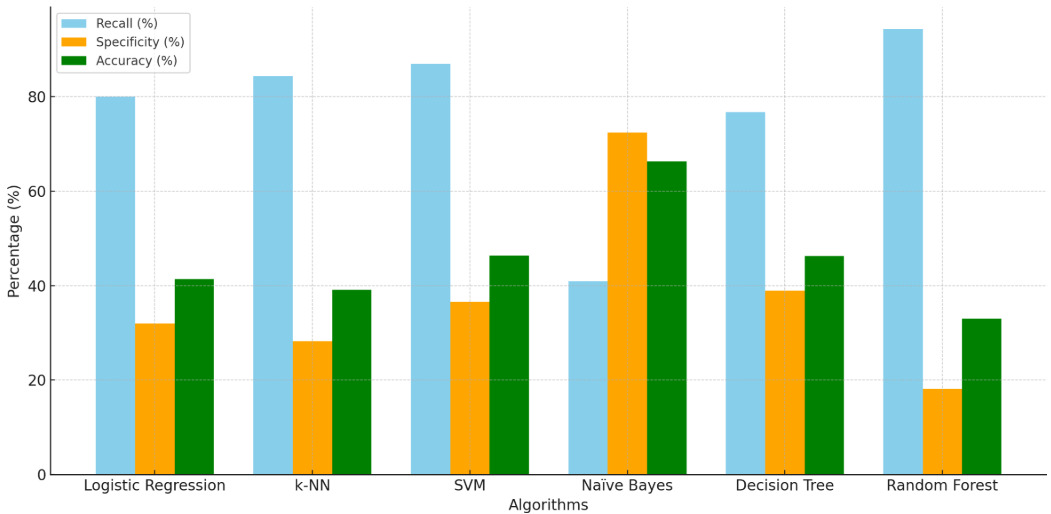 Recall (%)
Specificity (%)
Accuracy (%)
Percentage (%)
80
60
40
20
0
Logistic Regression
k-NN
SVM
Naïve Bayes
Decision Tree
Random Forest
Algorithms